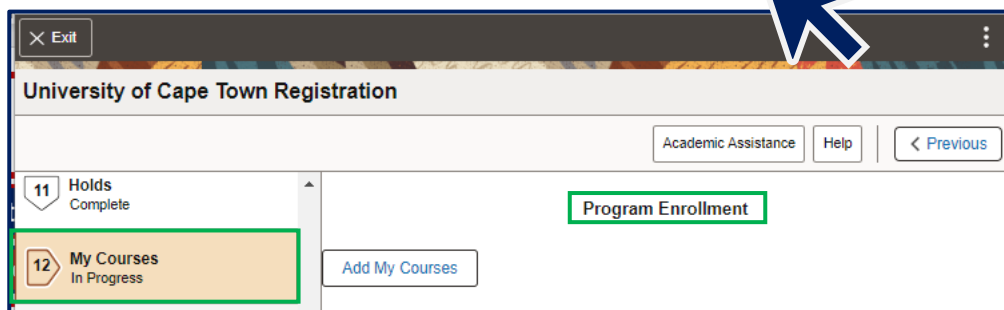 × Exit
University of Cape Town Registration
Academic Assistance Help < Previous
11 Holds
Complete
Program Enrollment
12 My Courses
In Progress
Add My Courses